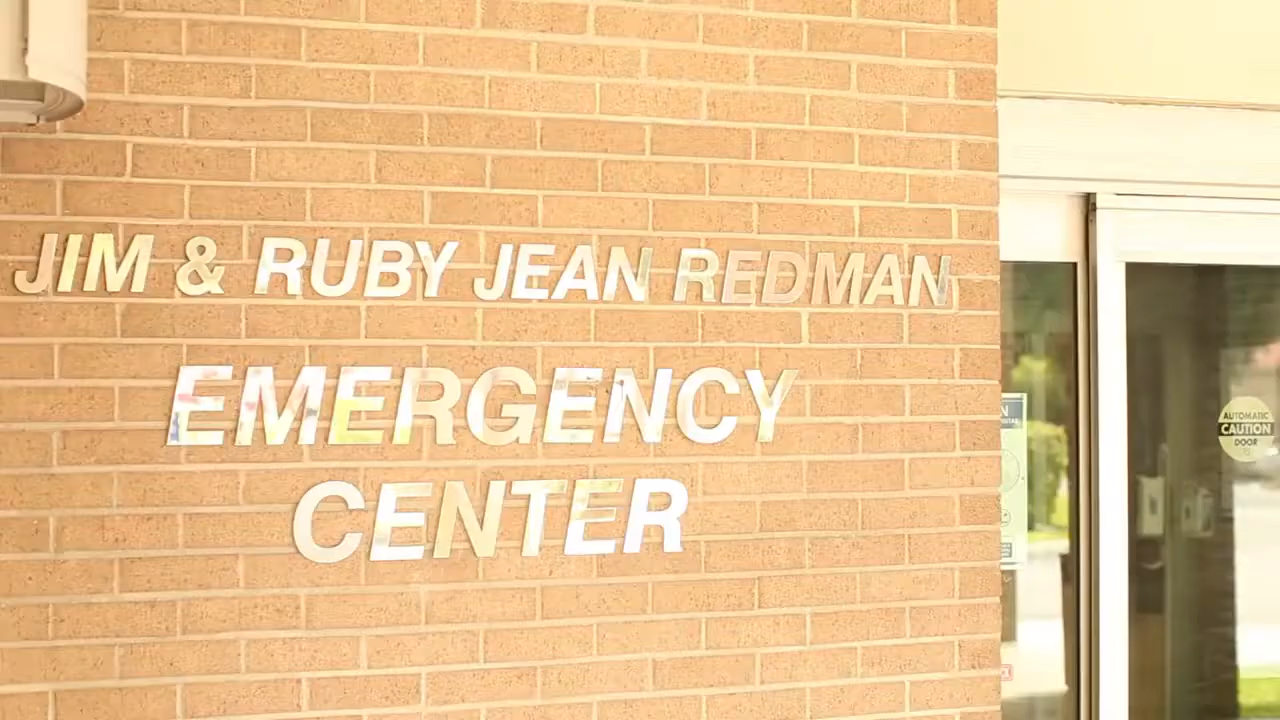 JIM & RUBY JEAN REDMAN
EMERGENCY
CENTER
AUTOMATIC
CAUTION
DOOR